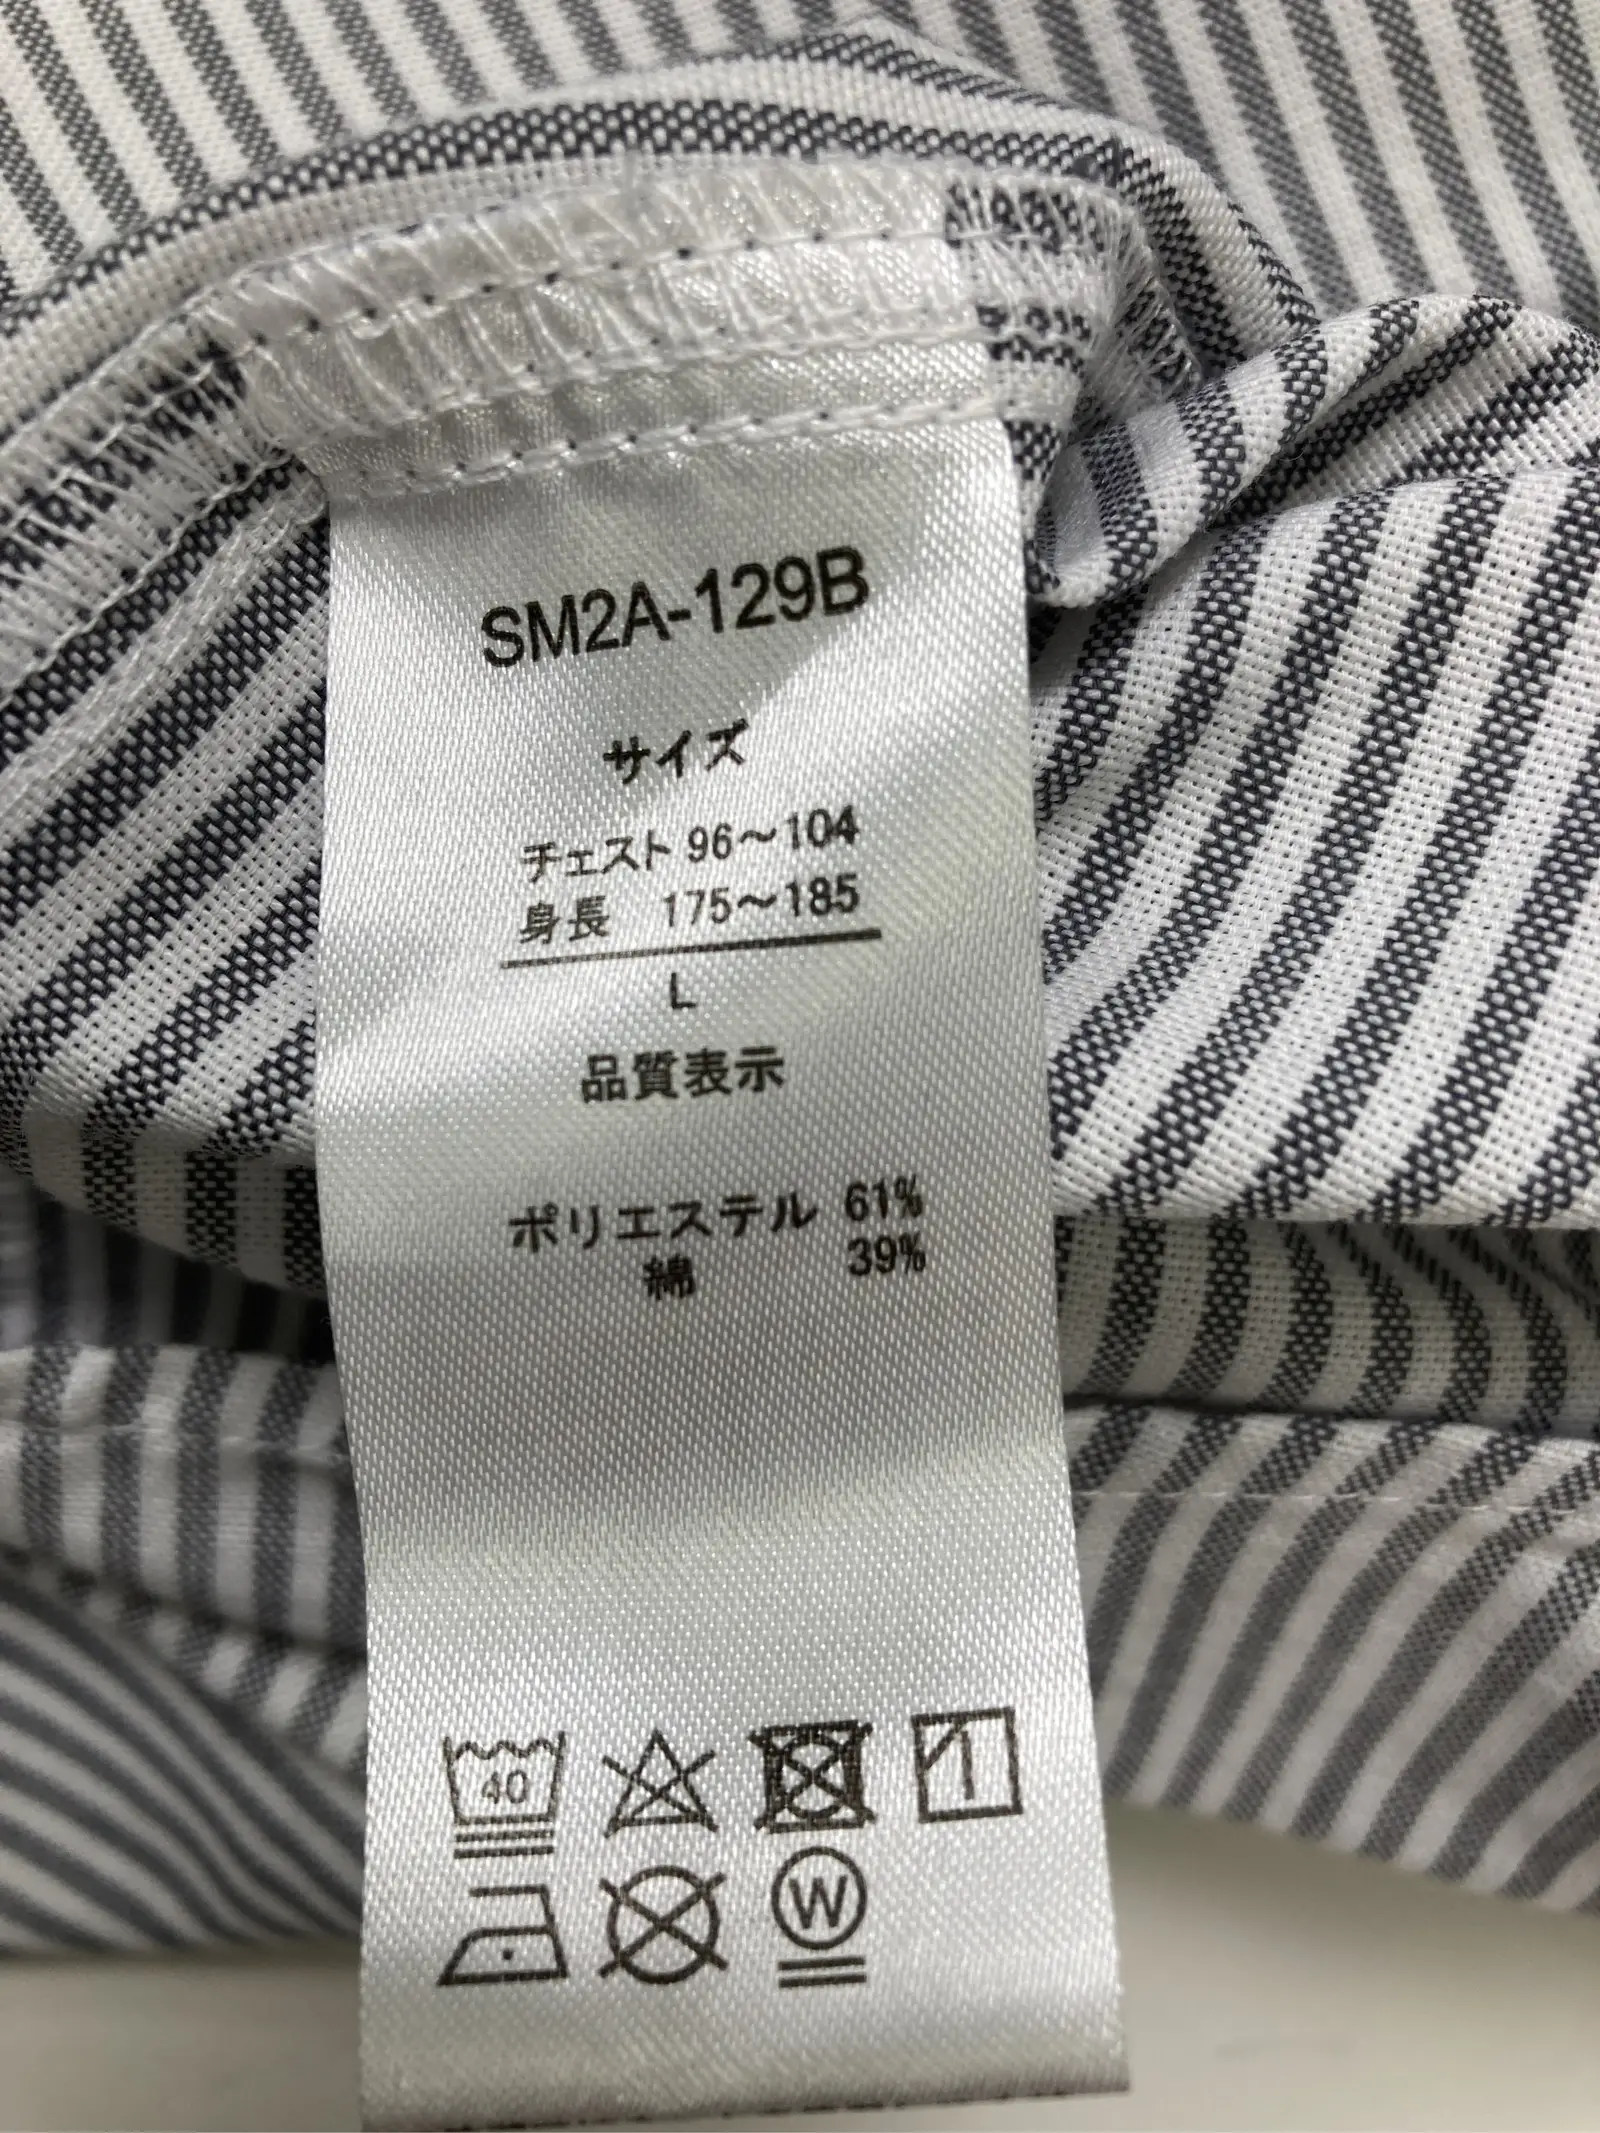 SM2A-129B
サイズ
チェスト 96～104
身長 175～185
L
品質表示
ポリエステル 61%
綿 39%
40
W